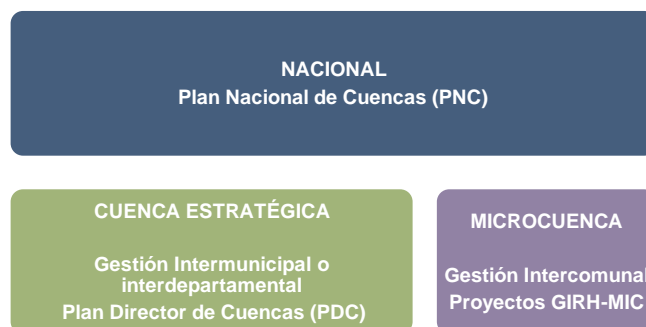 NACIONAL
Plan Nacional de Cuencas (PNC)
CUENCA ESTRATÉGICA
Gestión Intermunicipal o
interdepartamental
Plan Director de Cuencas (PDC)
MICROCUENCA
Gestión Intercomunal
Proyectos GIRH-MIC